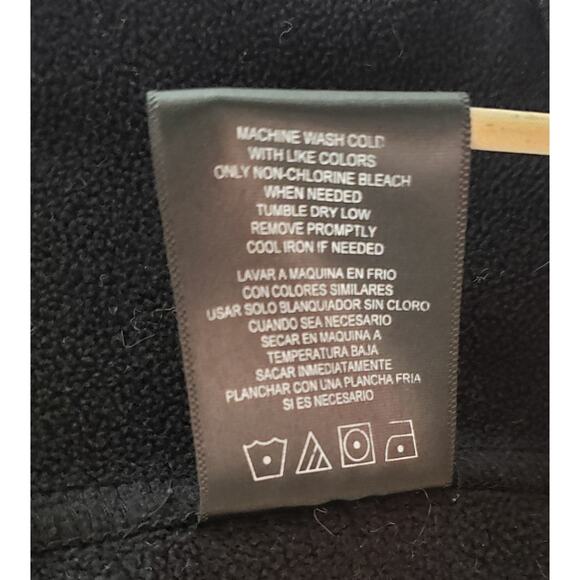 MACHINE WASH COLD
WITH LIKE COLORS
ONLY NON-CHLORINE BLEACH
WHEN NEEDED
TUMBLE DRY LOW
REMOVE PROMPTLY
COOL IRON IF NEEDED
LAVAR A MAQUINA EN FRIO
CON COLORES SIMILARES
USAR SOLO BLANQUIADOR SIN CLORO
CUANDO SEA NECESARIO
SECAR EN MAQUINA A
TEMPERATURA BAJA
SACAR INMEDIATAMENTE
PLANCHAR CON UNA PLANCHA FRIA
SI ES NECESARIO